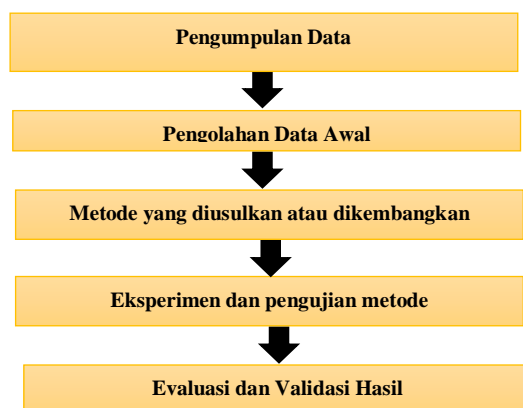 Pengumpulan Data
Pengolahan Data Awal
Metode yang diusulkan atau dikembangkan
Eksperimen dan pengujian metode
Evaluasi dan Validasi Hasil